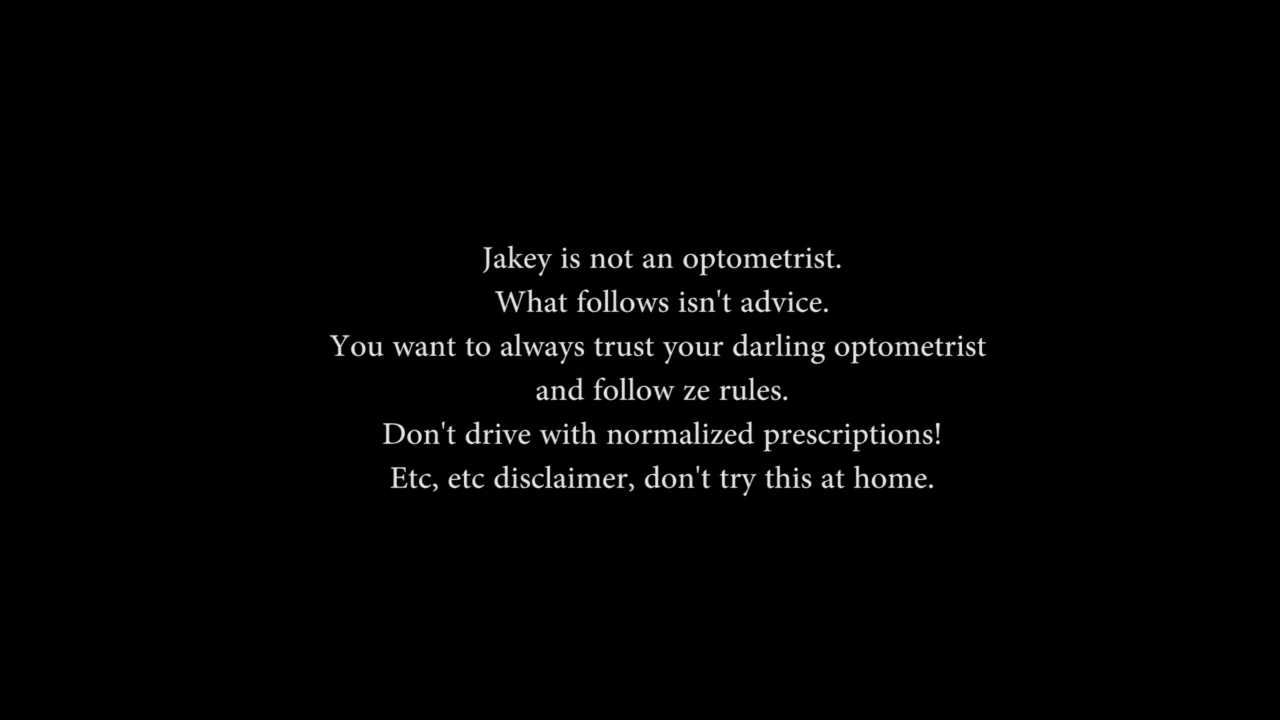 Jakey is not an optometrist.
What follows isn't advice.
You want to always trust your darling optometrist
and follow ze rules.
Don't drive with normalized prescriptions!
Etc, etc disclaimer, don't try this at home.